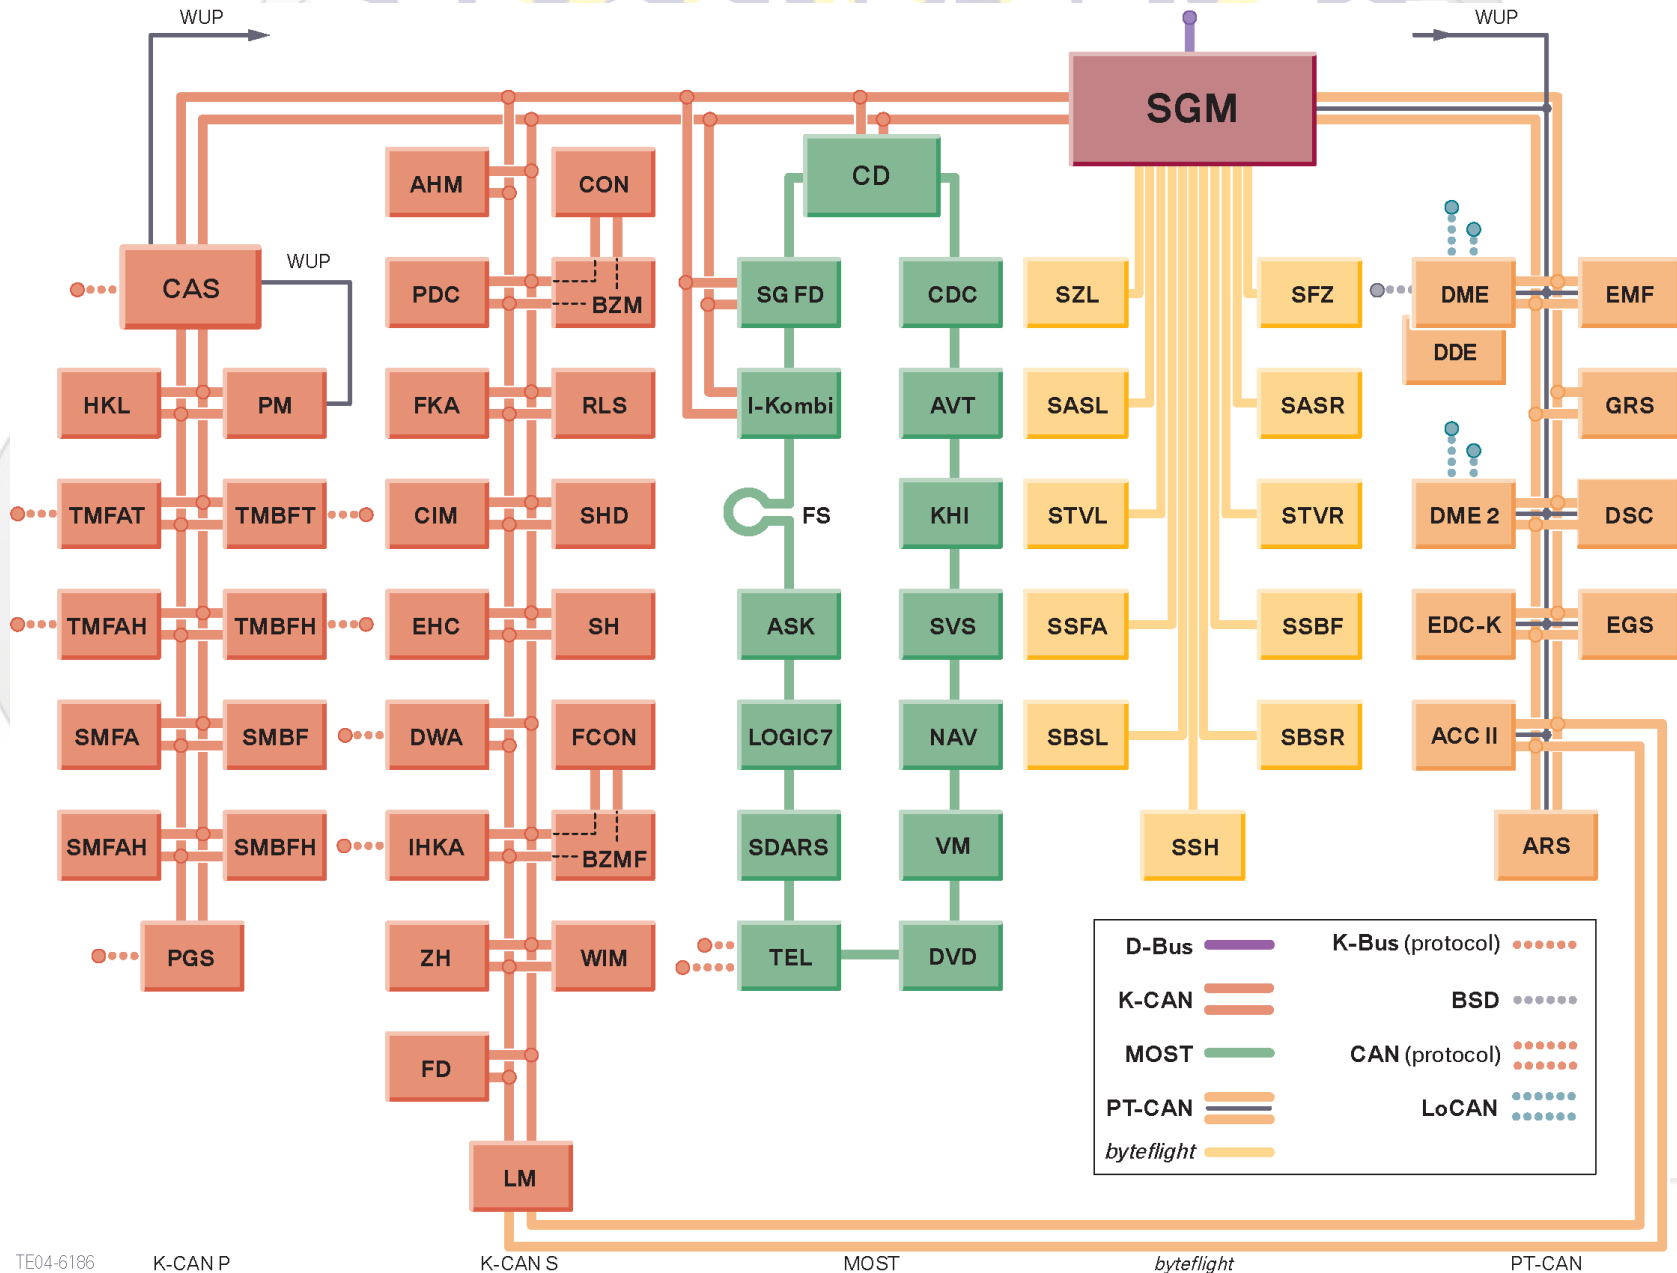 WUP
WUP
SGM
CD
AHM
CON
CAS
WUP
PDC
BZM
SG FD
CDC
SZL
SFZ
DME
EMF
DDE
HKL
PM
FKA
RLS
I-Kombi
AVT
SASL
SASR
GRS
TMFAT
TMBFT
CIM
SHD
FS
KHI
STVL
STVR
DME 2
DSC
TMFAH
TMBFH
EHC
SH
ASK
SVS
SSFA
SSBF
EDC-K
EGS
SMFA
SMBF
DWA
FCON
LOGIC7
NAV
SBSL
SBSR
ACC II
SMFAH
SMBFH
IHKA
BZMF
SDARS
VM
SSH
ARS
PGS
ZH
WIM
TEL
DVD
FD
LM
D-Bus
K-Bus (protocol)
K-CAN
BSD
MOST
CAN (protocol)
PT-CAN
LoCAN
byteflight
TE04-6186
K-CAN P
K-CAN S
MOST
byteflight
PT-CAN